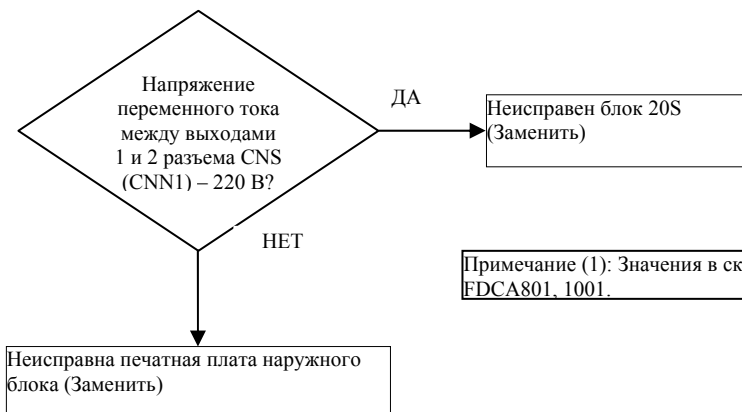 Напряжение
переменного тока
между выходами
1 и 2 разъема CNS
(CNN1) – 220 В?
ДА
Неисправен блок 20S
(Заменить)
НЕТ
Примечание (1): Значения в
FDCA801, 1001.
Неисправна печатная плата наружного
блока (Заменить)